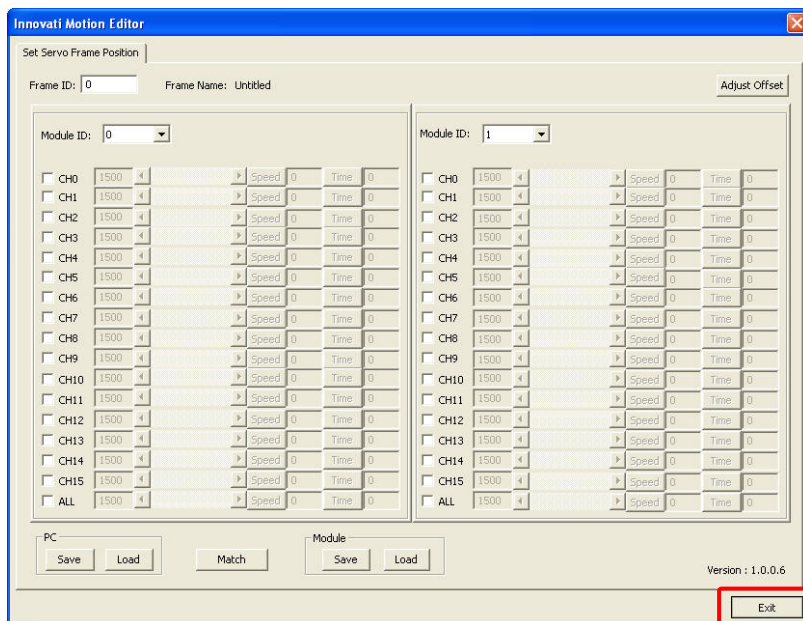 Innovati Motion Editor
Set Servo Frame Position
Frame ID: 0 Frame Name: Untitled Adjust Offset
Module ID: 0 Module ID: 1
CH0 1500 Speed 0 Time 0 CH0 1500 Speed 0 Time 0
CH1 1500 Speed 0 Time 0 CH1 1500 Speed 0 Time 0
CH2 1500 Speed 0 Time 0 CH2 1500 Speed 0 Time 0
CH3 1500 Speed 0 Time 0 CH3 1500 Speed 0 Time 0
CH4 1500 Speed 0 Time 0 CH4 1500 Speed 0 Time 0
CH5 1500 Speed 0 Time 0 CH5 1500 Speed 0 Time 0
CH6 1500 Speed 0 Time 0 CH6 1500 Speed 0 Time 0
CH7 1500 Speed 0 Time 0 CH7 1500 Speed 0 Time 0
CH8 1500 Speed 0 Time 0 CH8 1500 Speed 0 Time 0
CH9 1500 Speed 0 Time 0 CH9 1500 Speed 0 Time 0
CH10 1500 Speed 0 Time 0 CH10 1500 Speed 0 Time 0
CH11 1500 Speed 0 Time 0 CH11 1500 Speed 0 Time 0
CH12 1500 Speed 0 Time 0 CH12 1500 Speed 0 Time 0
CH13 1500 Speed 0 Time 0 CH13 1500 Speed 0 Time 0
CH14 1500 Speed 0 Time 0 CH14 1500 Speed 0 Time 0
CH15 1500 Speed 0 Time 0 CH15 1500 Speed 0 Time 0
ALL 1500 Speed 0 Time 0 ALL 1500 Speed 0 Time 0
PC Module
Save Load Match Save Load
Version : 1.0.0.6
Exit